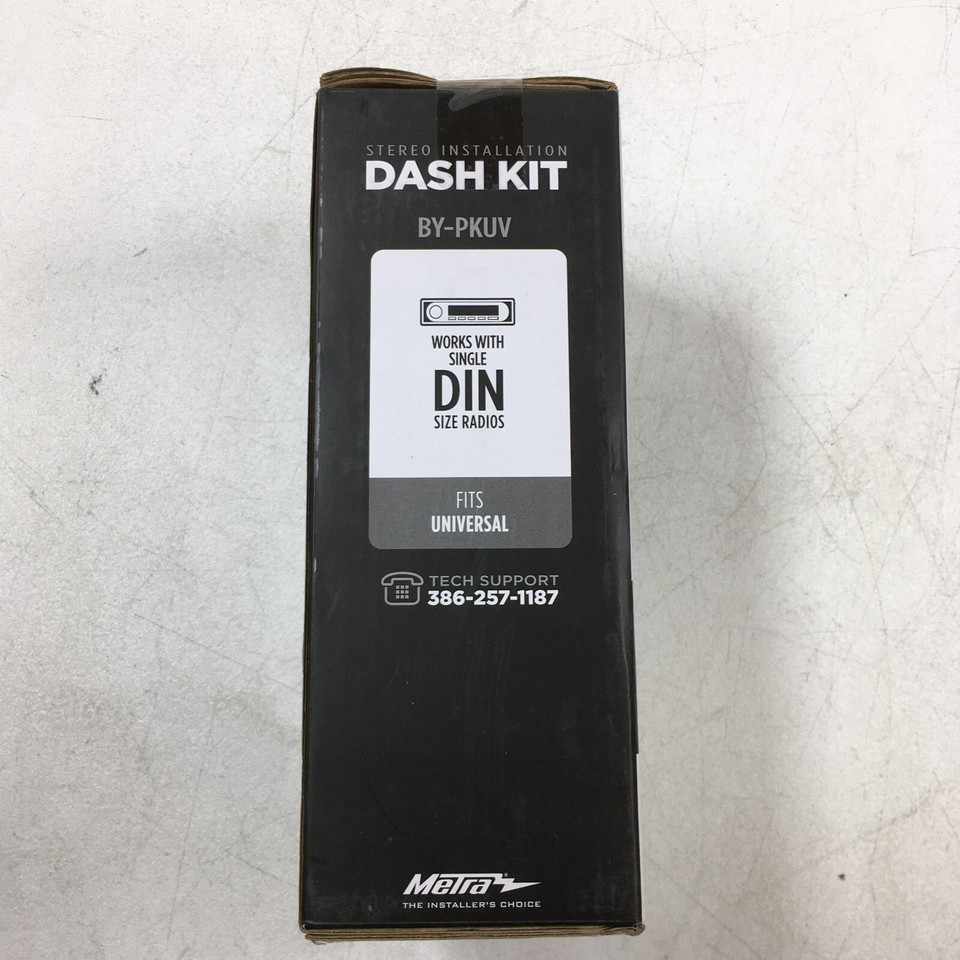 STEREO INSTALLATION
DASH KIT
BY-PKUV
WORKS WITH
SINGLE
DIN
SIZE RADIOS
FITS
UNIVERSAL
TECH SUPPORT
386-257-1187
Metra
THE INSTALLER'S CHOICE